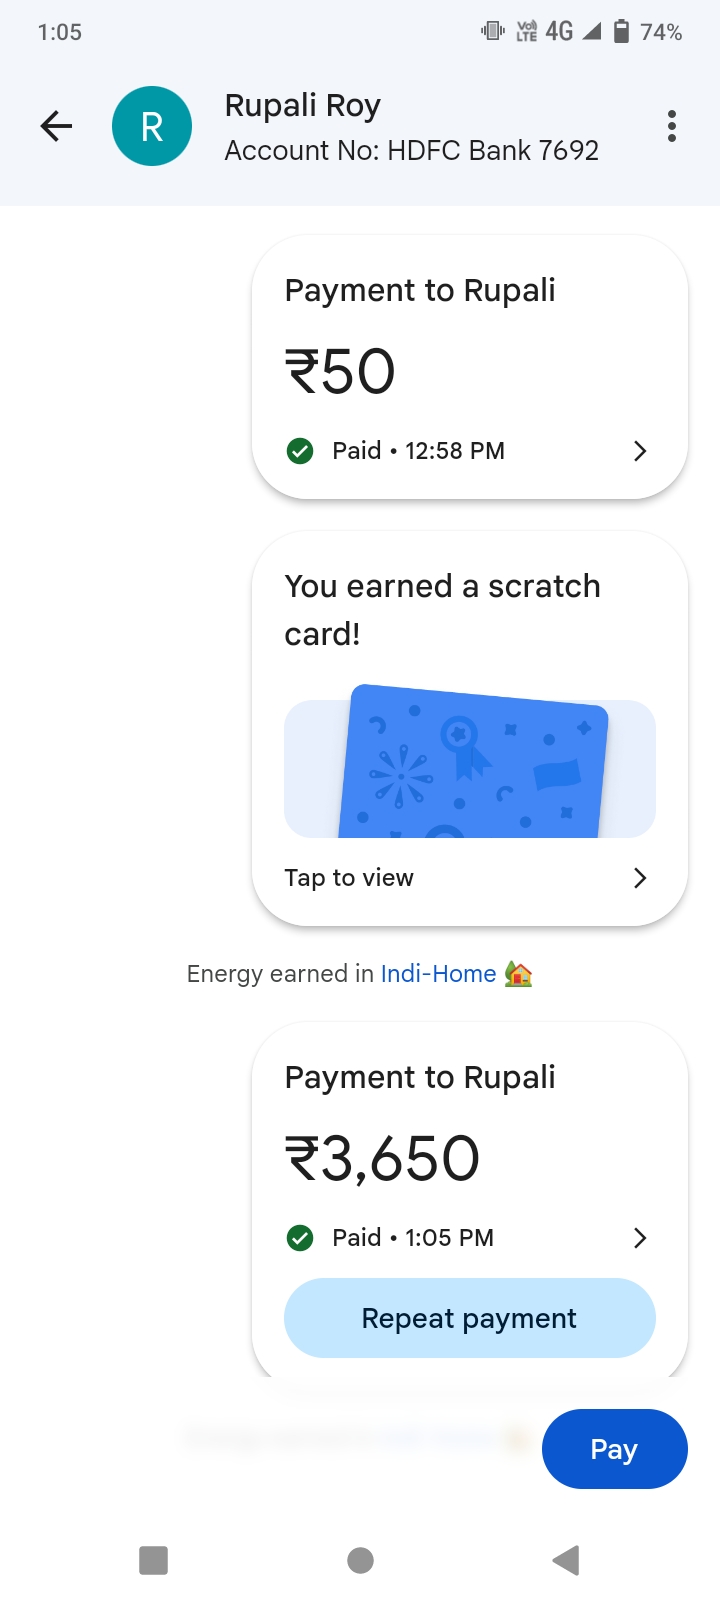 1:05
Vo)) LTE 4G 74%
R
Rupali Roy
Account No: HDFC Bank 7692
Payment to Rupali
₹50
Paid • 12:58 PM
You earned a scratch
card!
Tap to view
Energy earned in Indi-Home
Payment to Rupali
₹3,650
Paid • 1:05 PM
Repeat payment
Pay